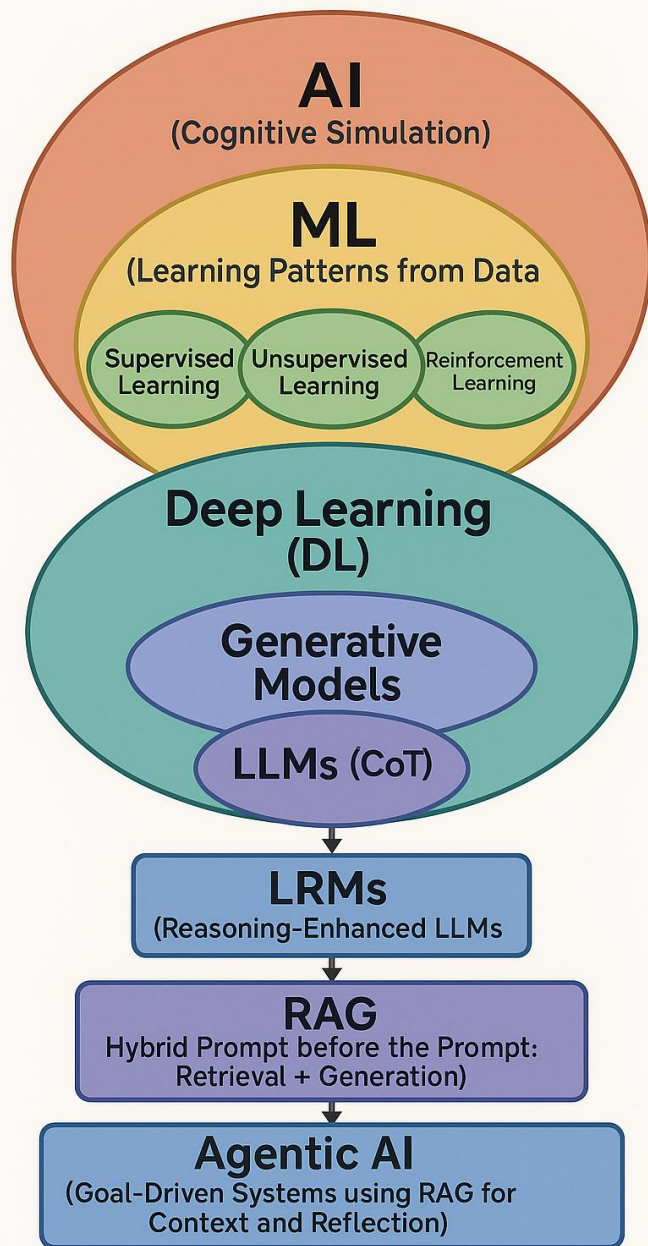 AI
(Cognitive Simulation)
ML
(Learning Patterns from Data
Supervised
Learning
Unsupervised
Learning
Reinforcement
Learning
Deep Learning
(DL)
Generative
Models
LLMs (CoT)
LRMs
(Reasoning-Enhanced LLMs
RAG
Hybrid Prompt before the Prompt:
Retrieval + Generation)
Agentic AI
(Goal-Driven Systems using RAG for
Context and Reflection)